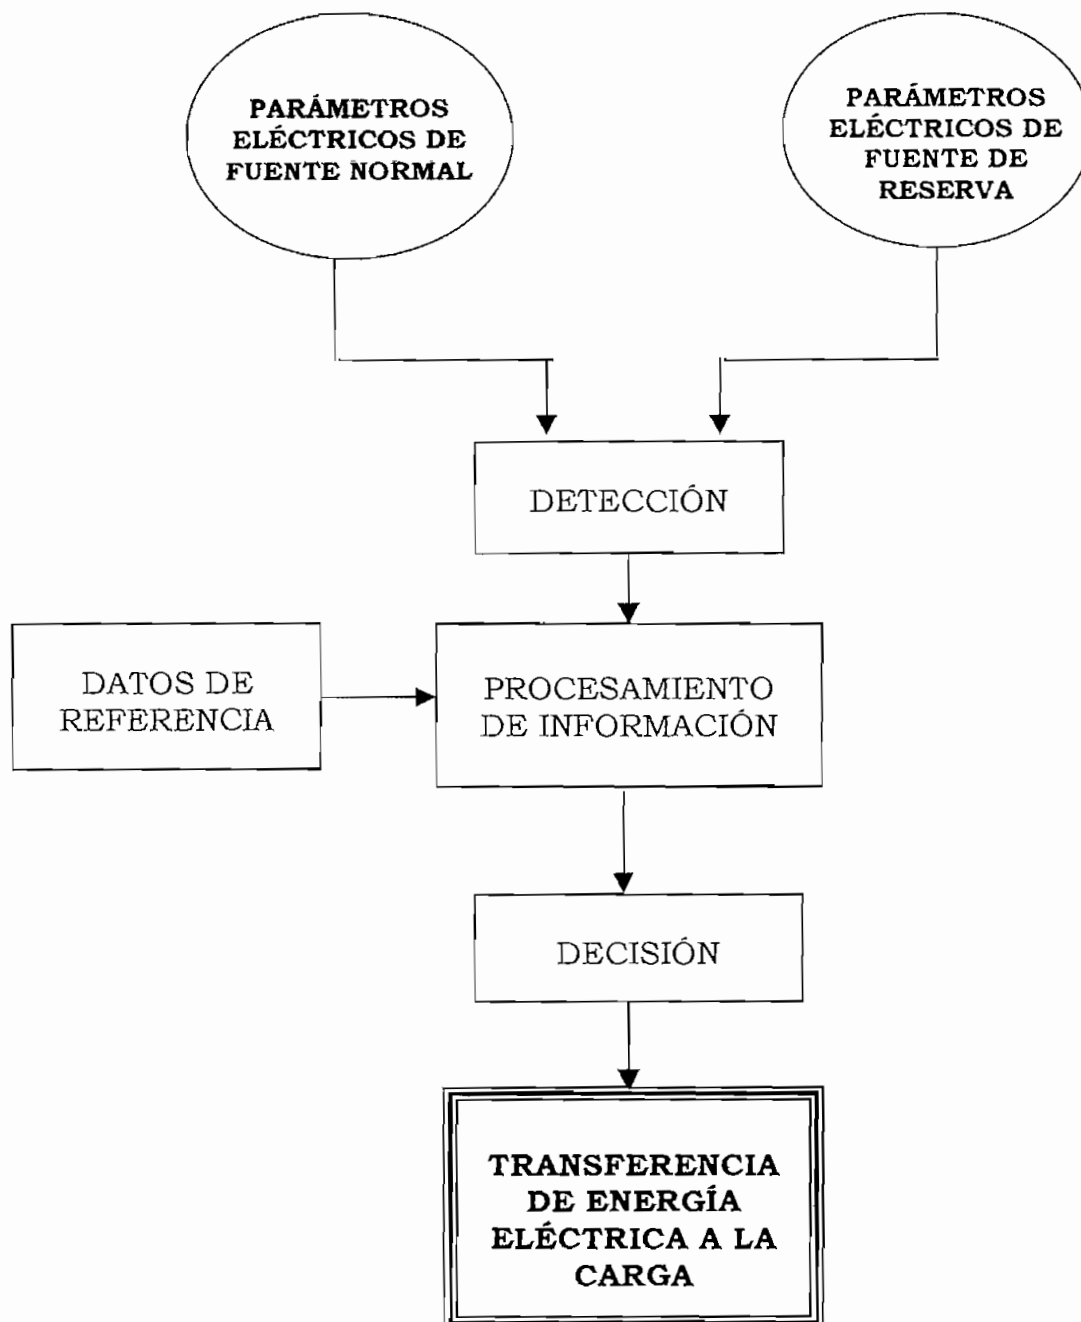 PARÁMETROS
ELÉCTRICOS DE
FUENTE NORMAL
PARÁMETROS
ELÉCTRICOS DE
FUENTE DE
RESERVA
DETECCIÓN
DATOS DE
REFERENCIA
PROCESAMIENTO
DE INFORMACIÓN
DECISIÓN
TRANSFERENCIA
DE ENERGÍA
ELÉCTRICA A LA
CARGA